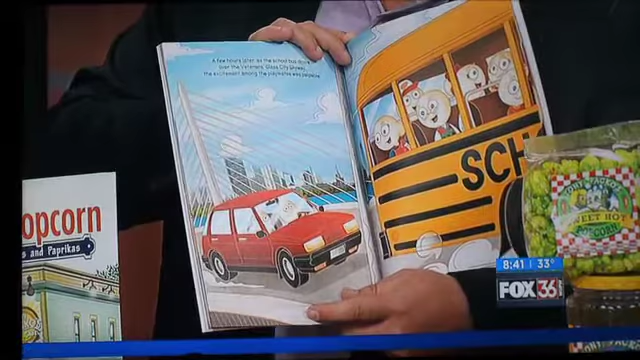 A few hours later, as the school bus drove
over the Veterans' Glass City Skyway,
the excitement among the playmates was palpable.
SCH
opcorn
s and Paprikas
SWEET HOT
POPCORN
8:41 33°
FOX 36